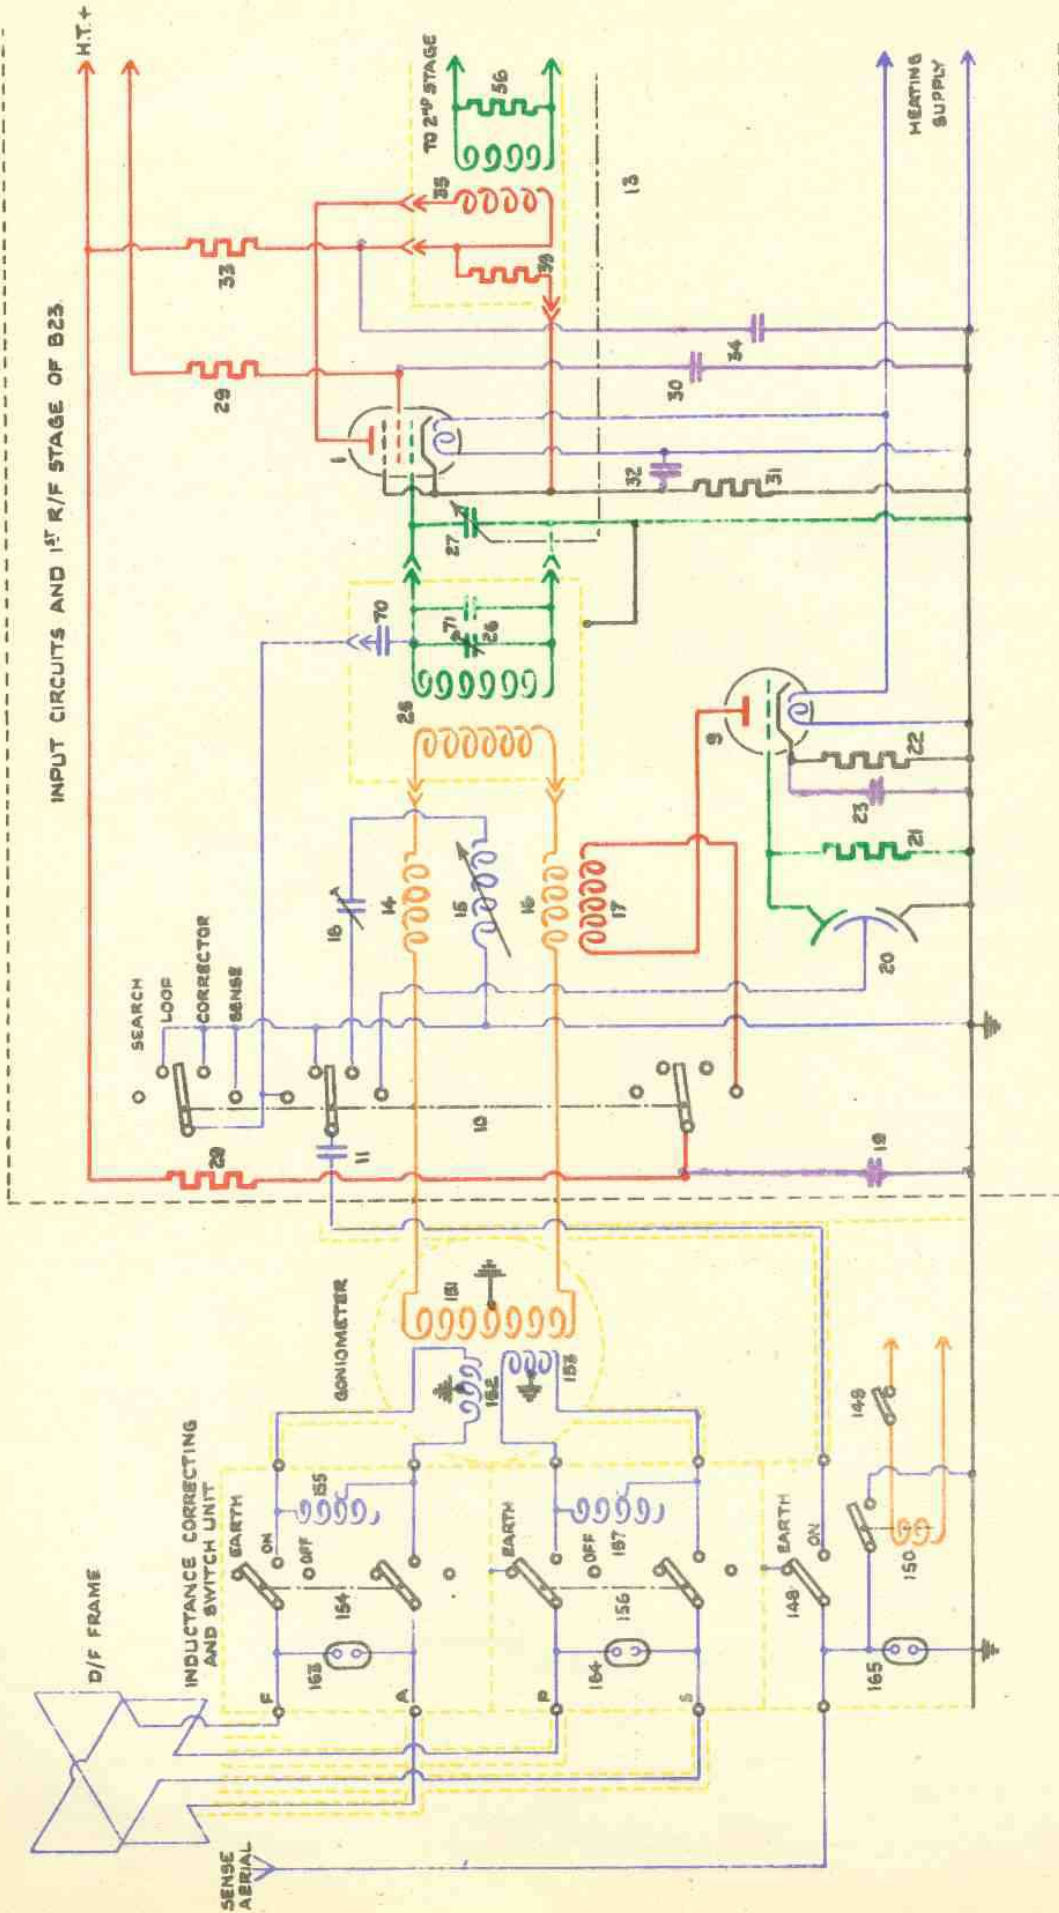 INPUT CIRCUITS AND 1ST R/F STAGE OF B23.
H.T.+
TO 2ND STAGE
HEATING
SUPPLY
D/F FRAME
SENSE
AERIAL
INDUCTANCE CORRECTING
AND SWITCH UNIT
GONIOMETER
SEARCH
LOOP
CORRECTOR
SENSE
EARTH
ON
OFF
EARTH
OFF
EARTH
ON
F
A
P
S
163
154
155
164
156
157
148
165
150
149
151
152
153
28
11
10
19
18
14
15
16
17
20
21
22
23
9
25
70
71
26
27
1
29
33
32
31
30
34
35
39
56
13